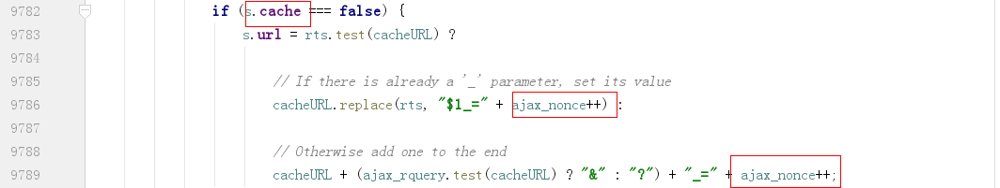 9782 if (s.cache === false) {
9783 s.url = rts.test(cacheURL) ?
9784
9785 // If there is already a '_' parameter, set its value
9786 cacheURL.replace(rts, "$1_=" + ajax_nonce++) :
9787
9788 // Otherwise add one to the end
9789 cacheURL + (ajax_rquery.test(cacheURL) ? "&" : "?") + "_=" + ajax_nonce++;